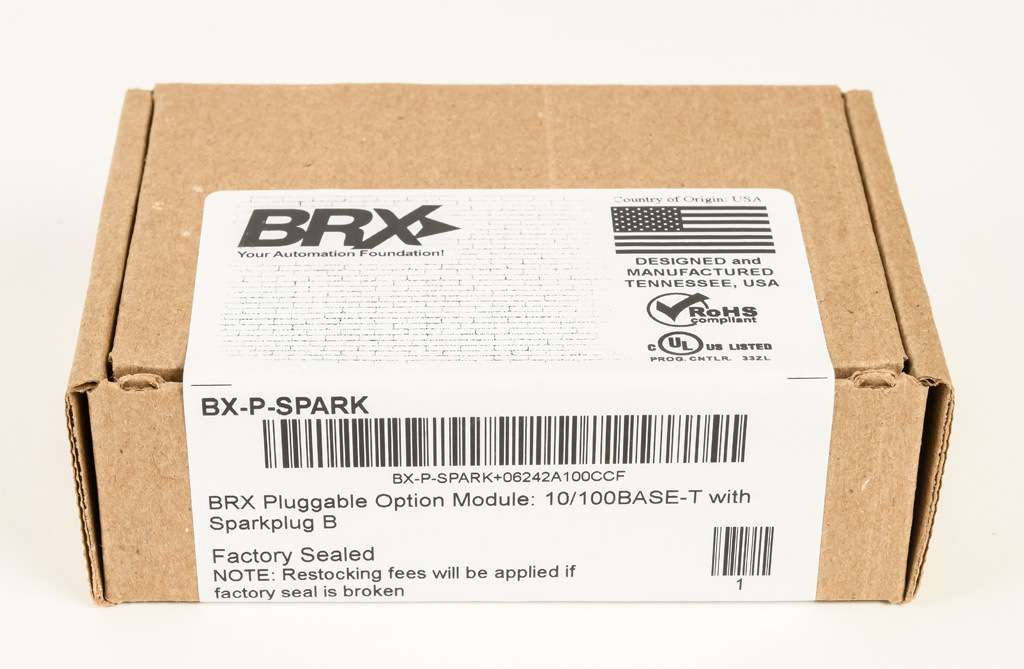 BRX
Your Automation Foundation!
Country of Origin: USA
DESIGNED and
MANUFACTURED
TENNESSEE, USA
RoHS
compliant
C UL US LISTED
PROG. CNTLR. 33ZL
BX-P-SPARK
BX-P-SPARK+06242A100CCF
BRX Pluggable Option Module: 10/100BASE-T with
Sparkplug B
Factory Sealed
NOTE: Restocking fees will be applied if
factory seal is broken
1